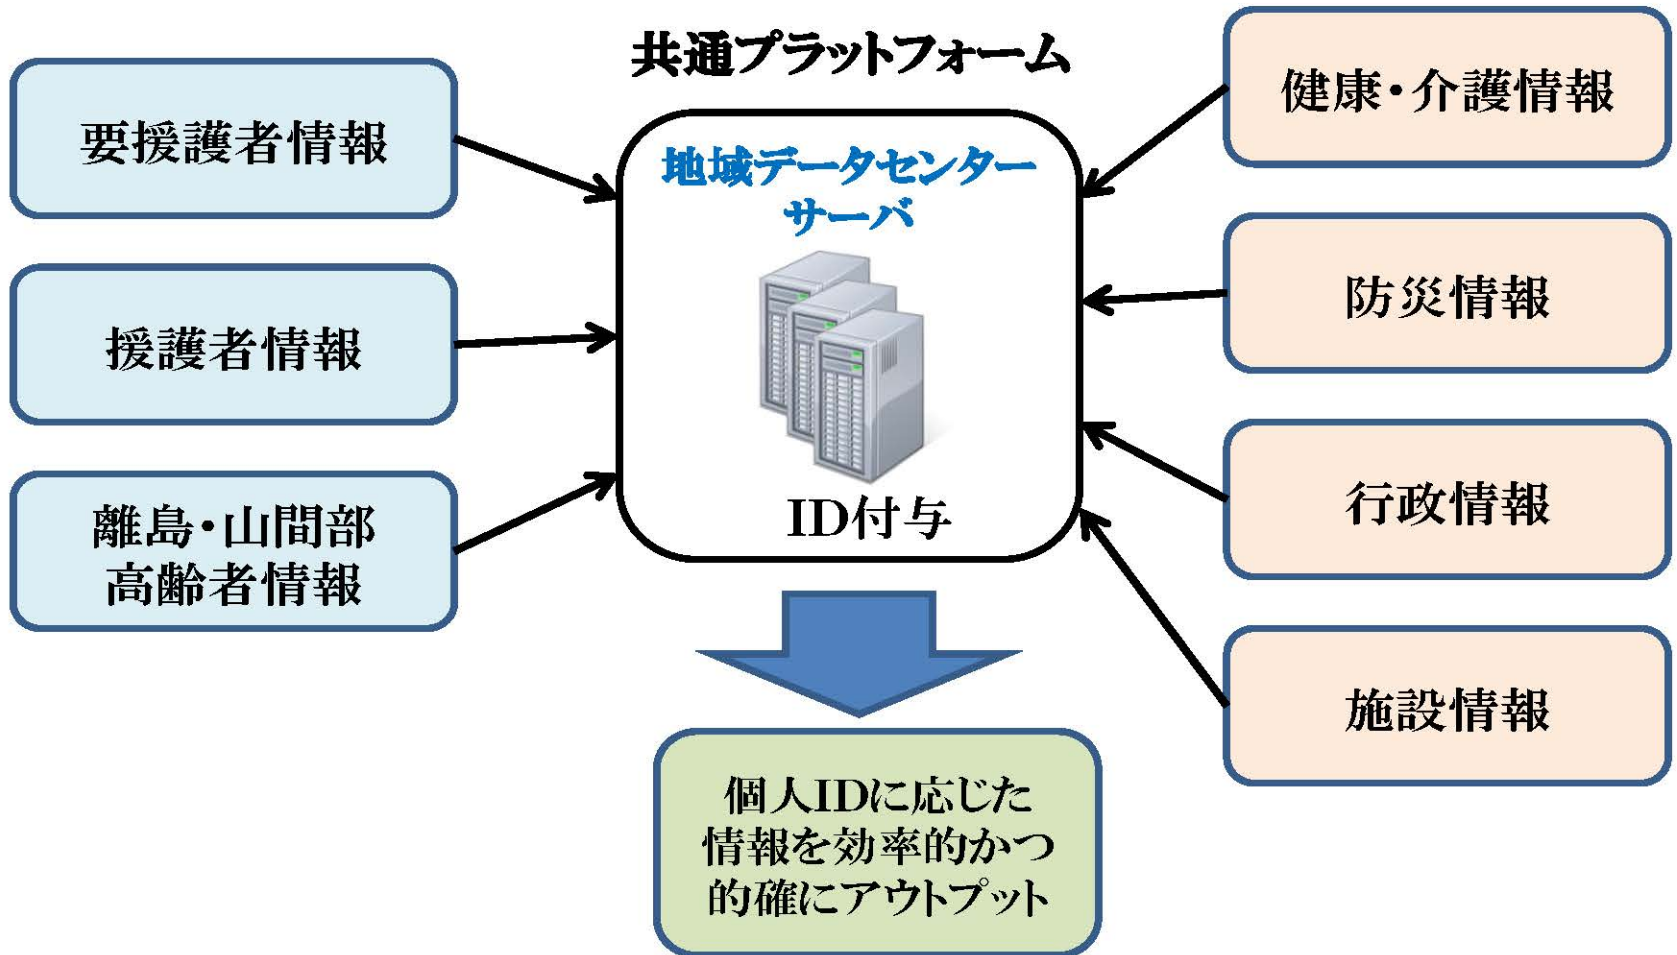 共通プラットフォーム
要援護者情報
援護者情報
離島・山間部
高齢者情報
地域データセンター
サーバ
ID付与
健康・介護情報
防災情報
行政情報
施設情報
個人IDに応じた
情報を効率的かつ
的確にアウトプット